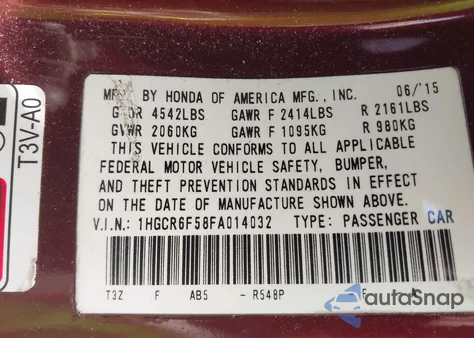 MFD. BY HONDA OF AMERICA MFG., INC. 06/'15
GVWR 4542LBS GAWR F 2414LBS R 2161LBS
GVWR 2060KG GAWR F 1095KG R 980KG
THIS VEHICLE CONFORMS TO ALL APPLICABLE
FEDERAL MOTOR VEHICLE SAFETY, BUMPER,
AND THEFT PREVENTION STANDARDS IN EFFECT
ON THE DATE OF MANUFACTURE SHOWN ABOVE.
V.I.N.: 1HGCR6F58FA014032 TYPE: PASSENGER CAR
T3Z F AB5 - R548P F
T3V-A0
autoSnap